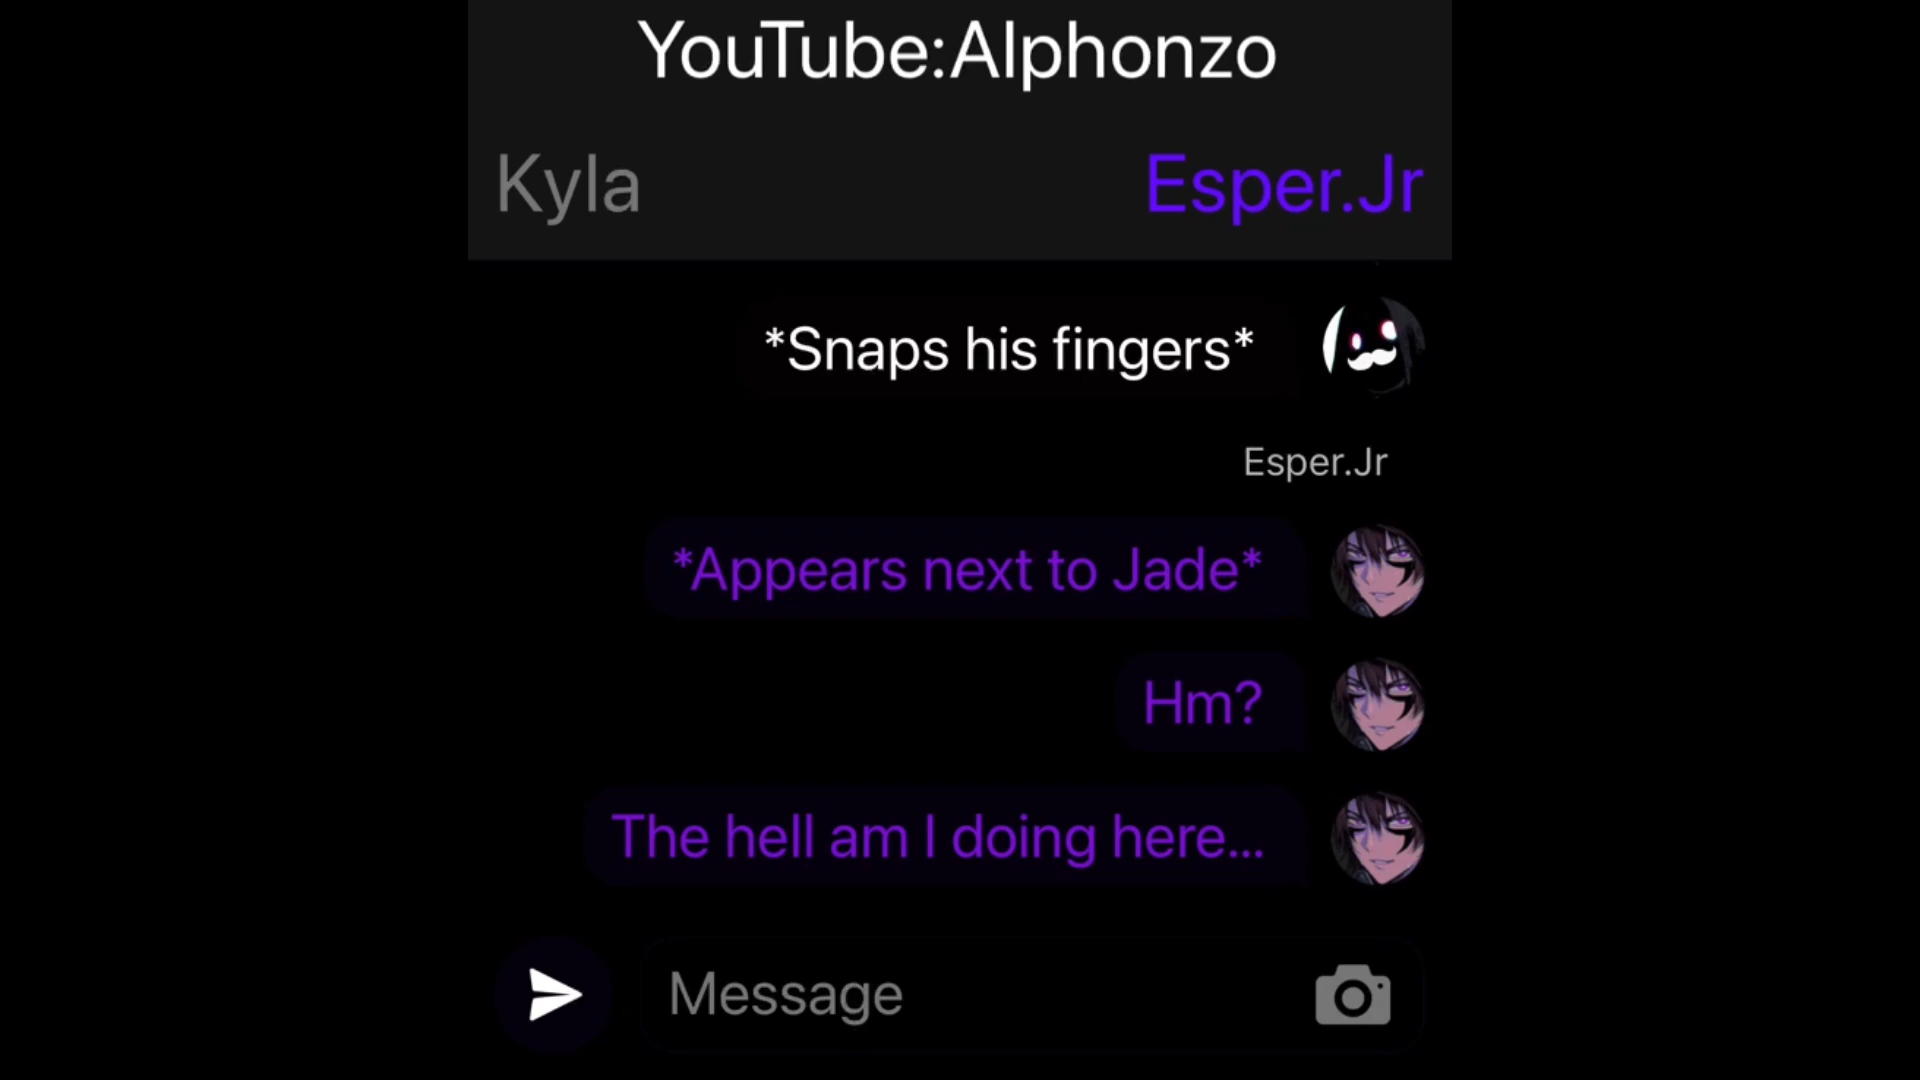 YouTube:Alphonzo
Kyla
Esper.Jr
*Snaps his fingers*
Esper.Jr
*Appears next to Jade*
Hm?
The hell am I doing here...
Message